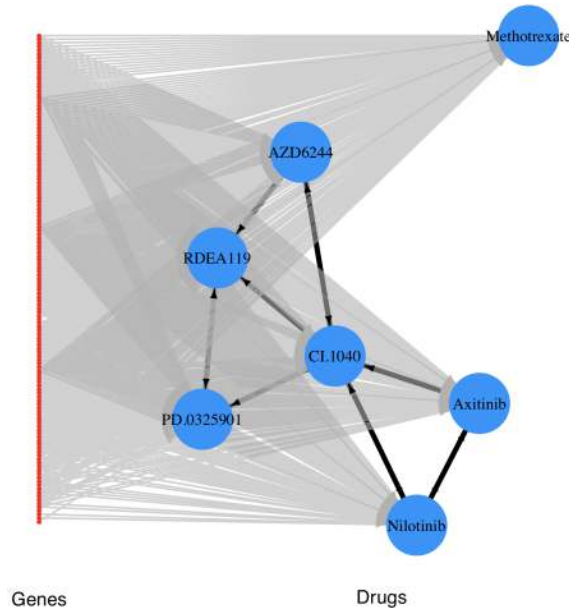 Methotrexate
AZD6244
RDEA119
CI.1040
Axitinib
PD.0325901
Nilotinib
Genes
Drugs